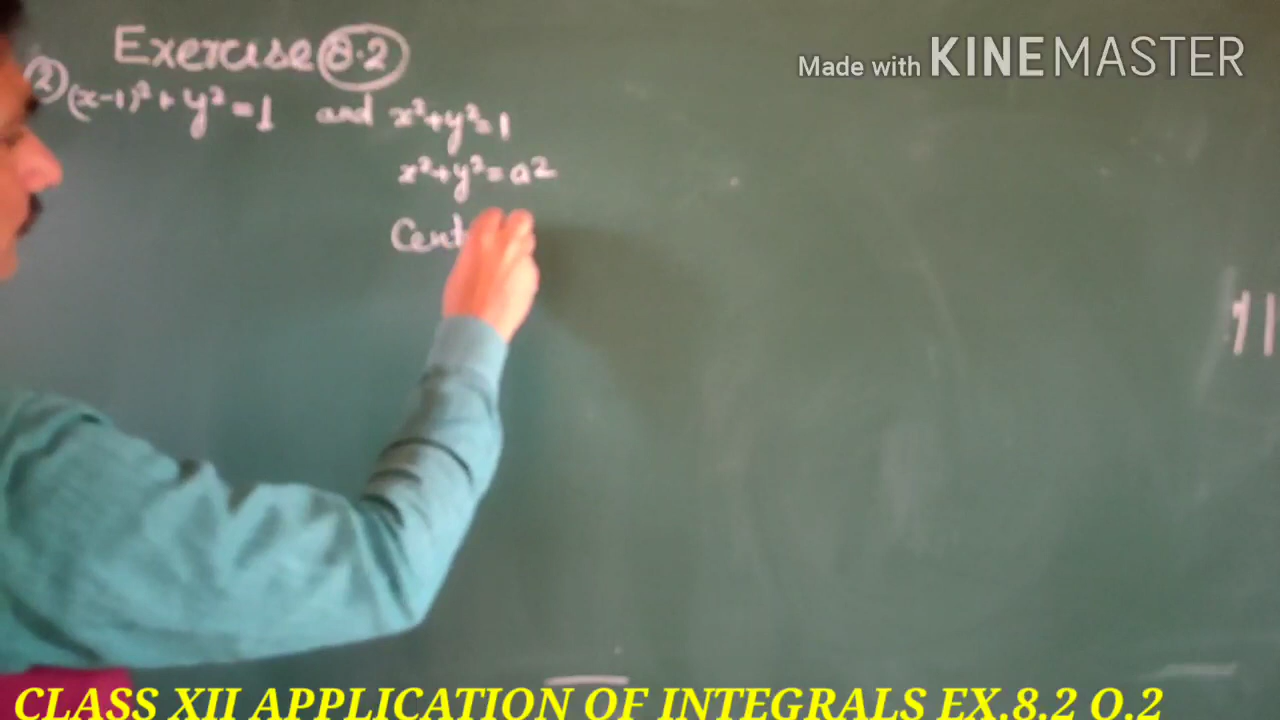 Made with KINEMASTER
Exercise 8.2
② (x-1)² + y² = 1 and x²+y²=1
x²+y²=a²
Cent
CLASS XII APPLICATION OF INTEGRALS EX.8.2 Q.2